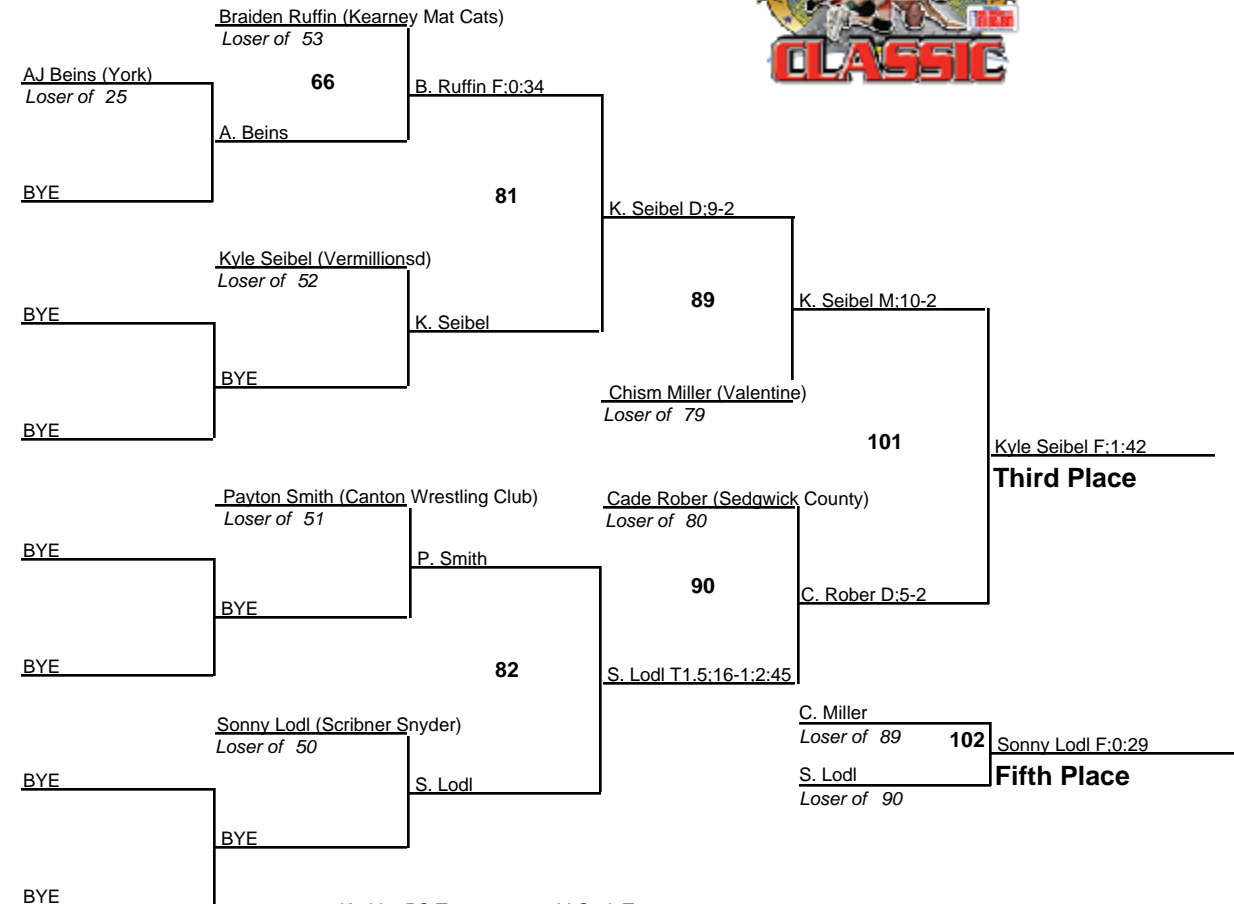 CLASSIC
Braiden Ruffin (Kearney Mat Cats)
Loser of 53
AJ Beins (York)
Loser of 25
66
B. Ruffin F;0:34
A. Beins
BYE
81
K. Seibel D;9-2
Kyle Seibel (Vermillionsd)
Loser of 52
89
K. Seibel M;10-2
BYE
K. Seibel
BYE
Chism Miller (Valentine)
Loser of 79
BYE
101
Kyle Seibel F;1:42
Third Place
Payton Smith (Canton Wrestling Club)
Loser of 51
Cade Rober (Sedgwick County)
Loser of 80
BYE
P. Smith
90
C. Rober D;5-2
BYE
BYE
82
S. Lodl T1.5;16-1;2:45
Sonny Lodl (Scribner Snyder)
Loser of 50
C. Miller
Loser of 89
102
Sonny Lodl F;0:29
Fifth Place
BYE
S. Lodl
S. Lodl
Loser of 90
BYE
BYE